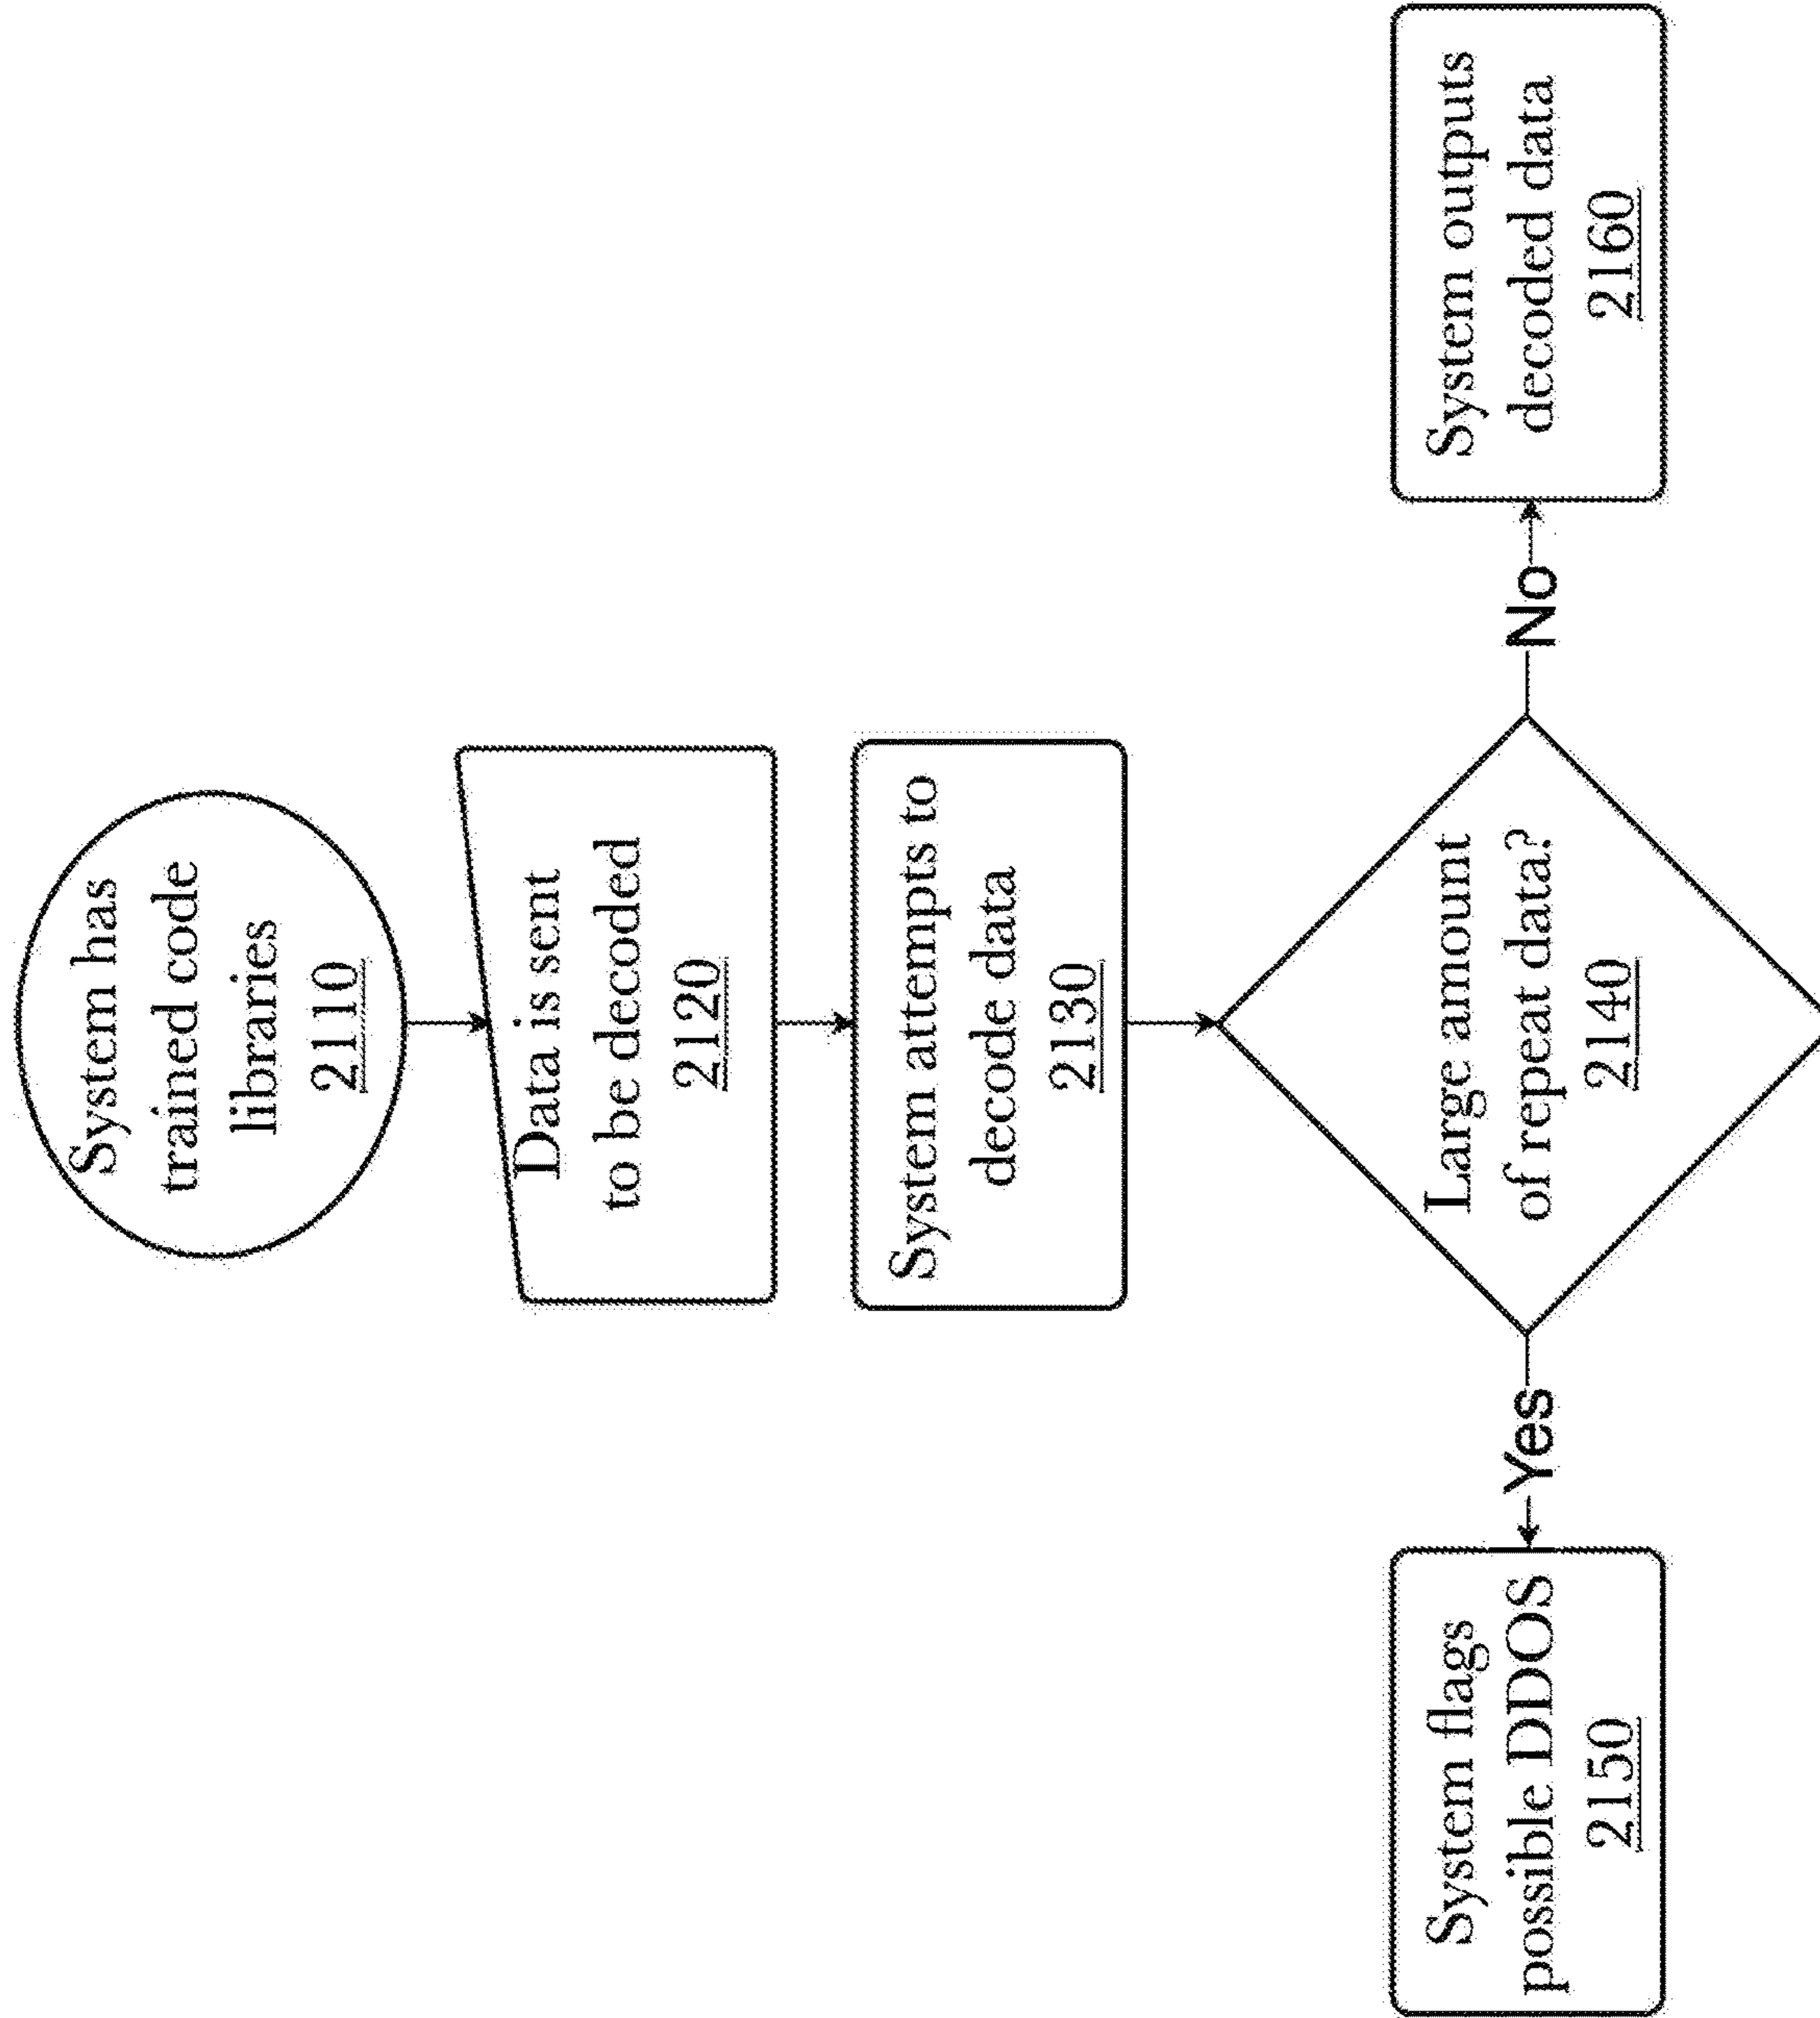 System has
trained code
libraries
2110
Data is sent
to be decoded
2120
System attempts to
decode data
2130
Large amount
of repeat data?
2140
Yes
No
System flags
possible DDOS
2150
System outputs
decoded data
2160